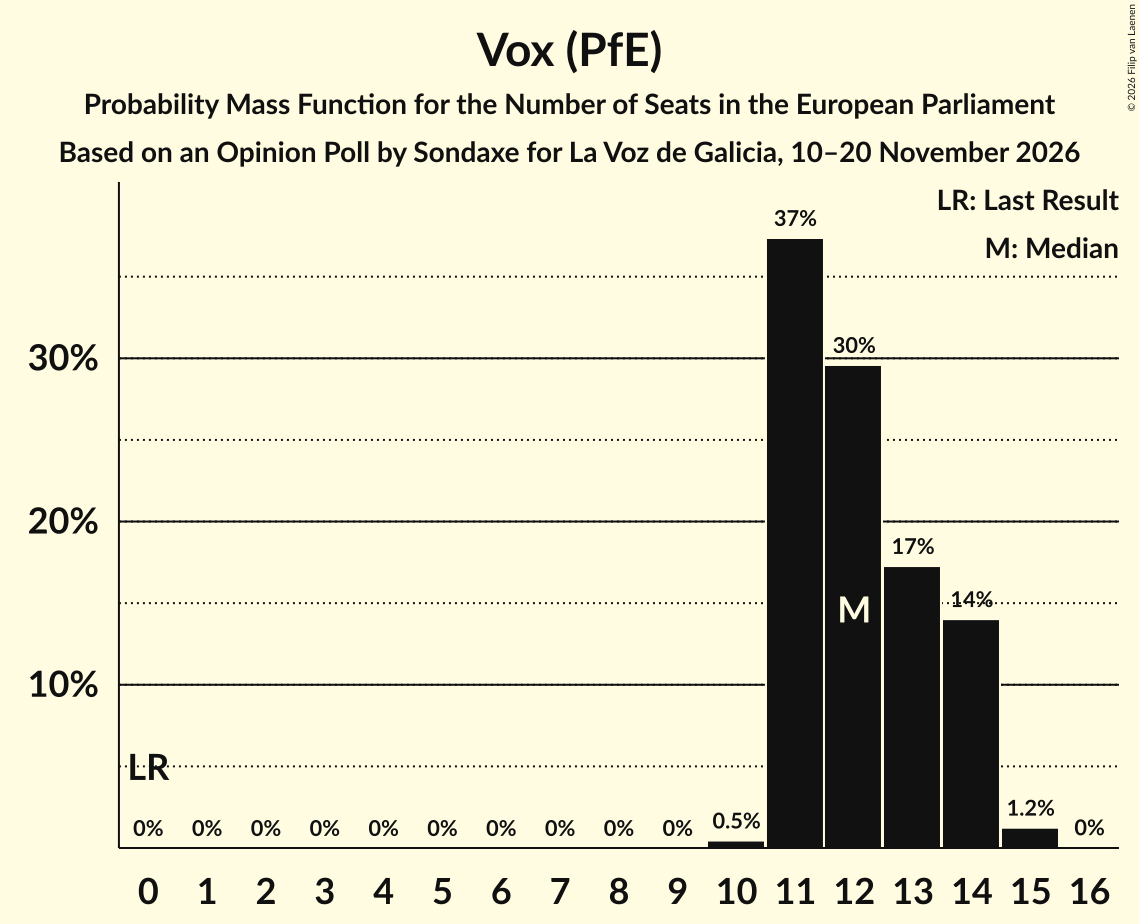 © 2026 Filip van Laenen
Vox (PfE)
Probability Mass Function for the Number of Seats in the European Parliament
Based on an Opinion Poll by Sondaxe for La Voz de Galicia, 10–20 November 2026
LR: Last Result
M: Median
37%
30%
30%
20%
17%
14%
M
10%
LR
0% 0% 0% 0% 0% 0% 0% 0% 0% 0% 0.5% 1.2% 0%
0 1 2 3 4 5 6 7 8 9 10 11 12 13 14 15 16